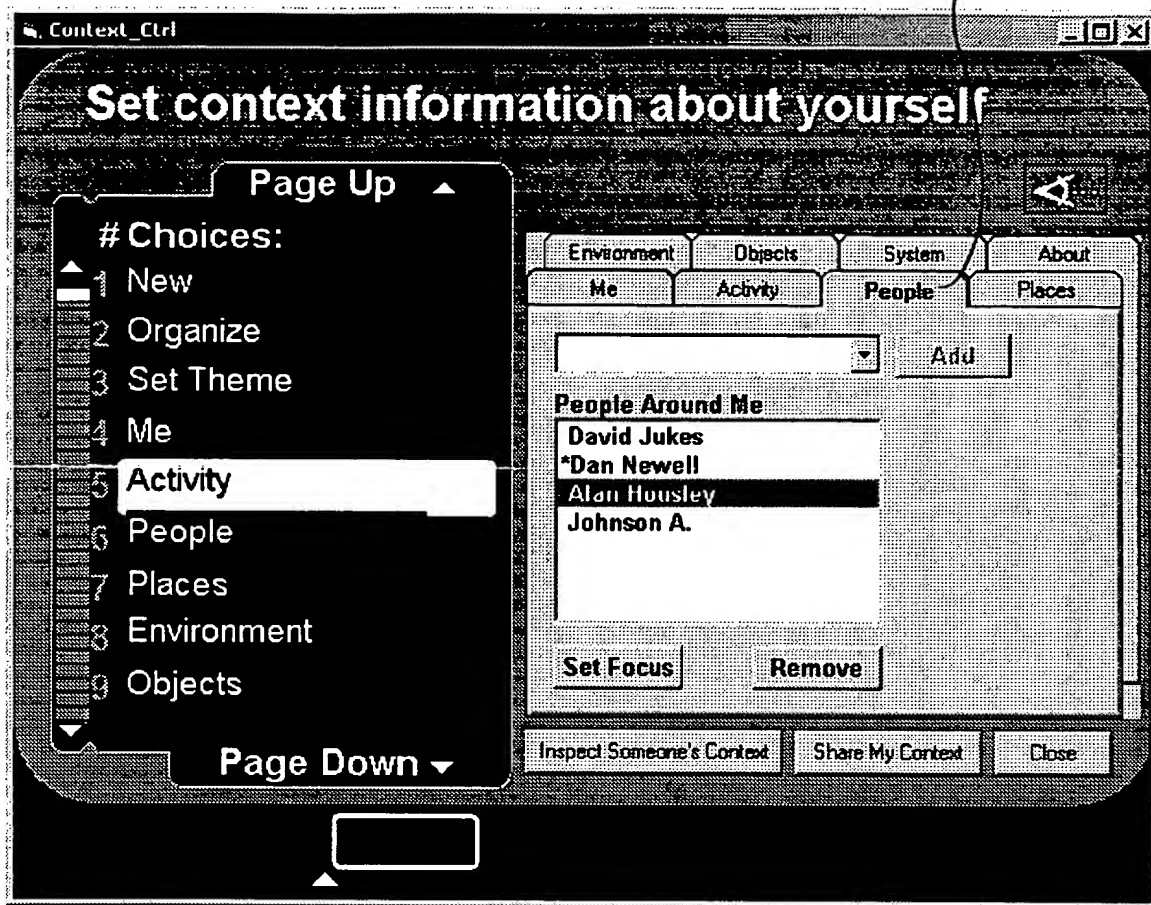 Context_Ctrl
Set context information about yourself
Page Up
# Choices:
1 New
2 Organize
3 Set Theme
4 Me
5 Activity
6 People
7 Places
8 Environment
9 Objects
Page Down
Environment Objects System About
Me Activity People Places
Add
People Around Me
David Jukes
*Dan Newell
Alan Housley
Johnson A.
Set Focus Remove
Inspect Someone's Context Share My Context Close